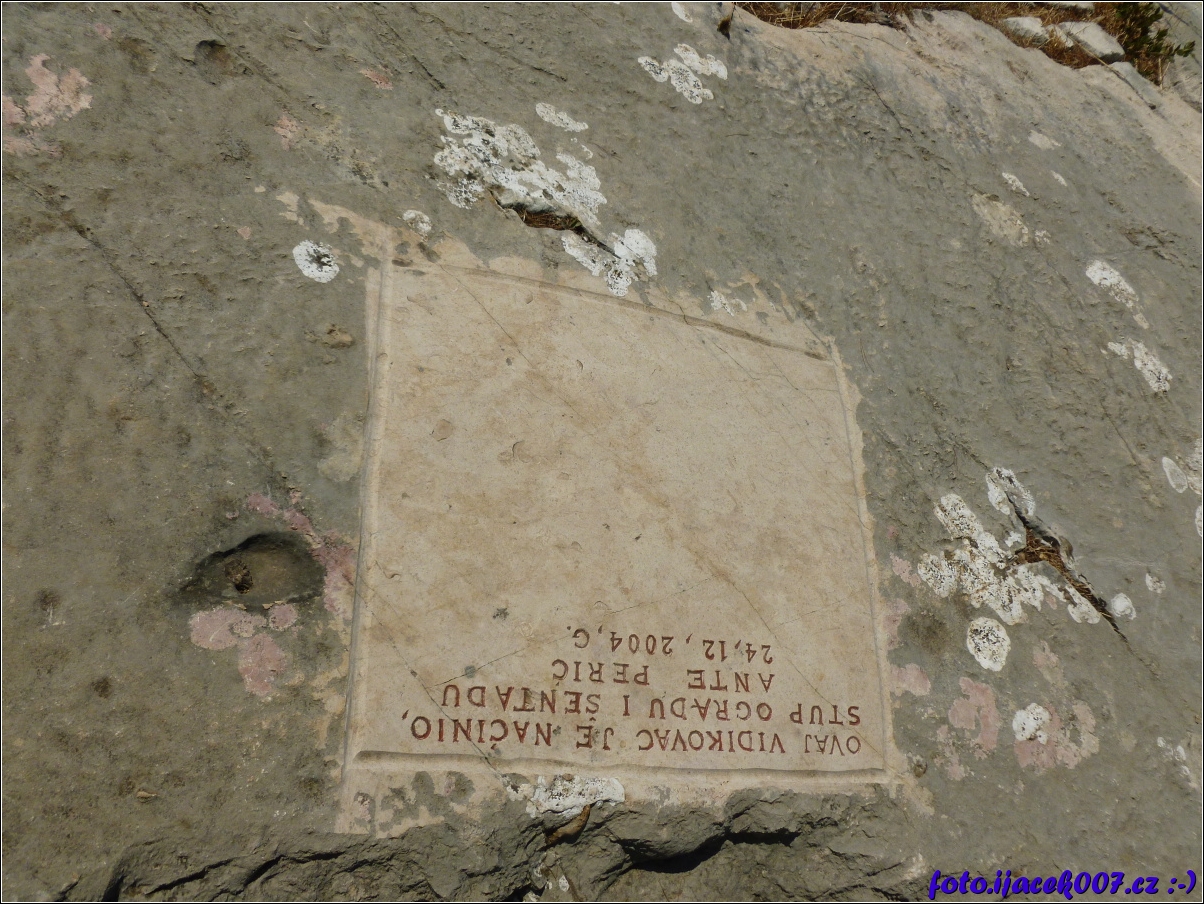 OVAJ VIDIKOVAC JE NAČINIO,
STUP OGRADU I ŠENTADU
ANTE PERIĆ
24,12, 2004,G.
foto.ijacek007.cz :-)